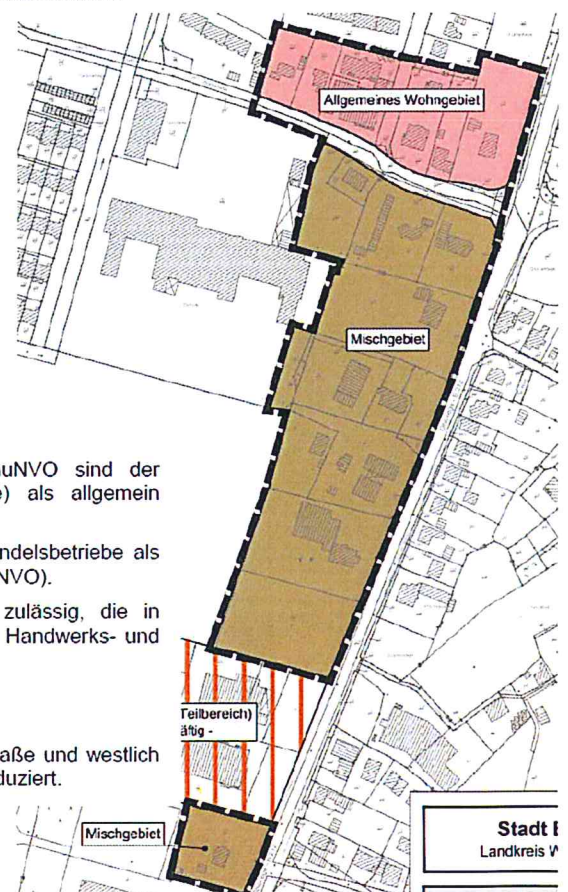 Allgemeines Wohngebiet
Mischgebiet
uNVO sind der
) als allgemein
ndelsbetriebe als
NVO).
zulässig, die in
Handwerks- und
Teilbereich)
äftig -
aße und westlich
duziert.
Mischgebiet
Stadt
Landkreis W